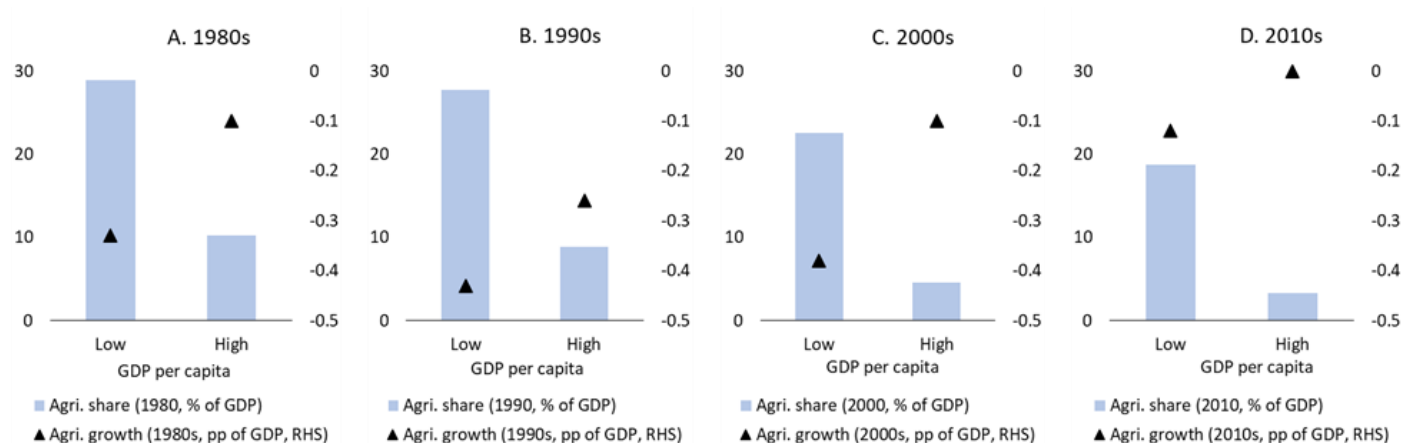 A. 1980s
30
20
10
0
0
-0.1
-0.2
-0.3
-0.4
-0.5
Low High
GDP per capita
Agri. share (1980, % of GDP)
Agri. growth (1980s, pp of GDP, RHS)
B. 1990s
30
20
10
0
0
-0.1
-0.2
-0.3
-0.4
-0.5
Low High
GDP per capita
Agri. share (1990, % of GDP)
Agri. growth (1990s, pp of GDP, RHS)
C. 2000s
30
20
10
0
0
-0.1
-0.2
-0.3
-0.4
-0.5
Low High
GDP per capita
Agri. share (2000, % of GDP)
Agri. growth (2000s, pp of GDP, RHS)
D. 2010s
30
20
10
0
0
-0.1
-0.2
-0.3
-0.4
-0.5
Low High
GDP per capita
Agri. share (2010, % of GDP)
Agri. growth (2010s, pp of GDP, RHS)